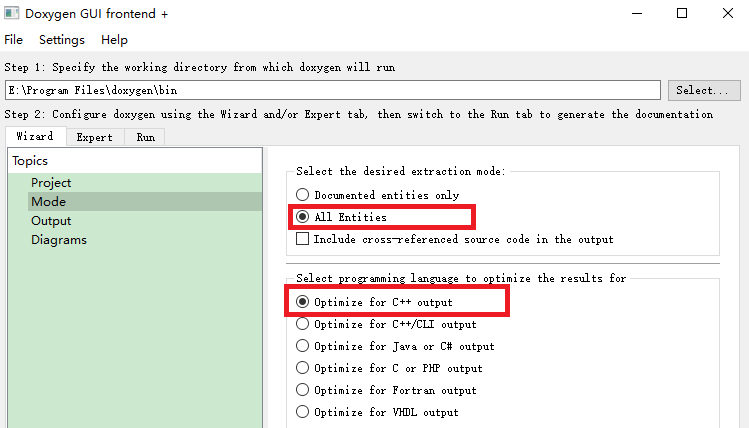 Doxygen GUI frontend +
File Settings Help
Step 1: Specify the working directory from which doxygen will run
E:\Program Files\doxygen\bin Select...
Step 2: Configure doxygen using the Wizard and/or Expert tab, then switch to the Run tab to generate the documentation
Wizard Expert Run
Topics
Project
Mode
Output
Diagrams
Select the desired extraction mode:
Documented entities only
All Entities
Include cross-referenced source code in the output
Select programming language to optimize the results for
Optimize for C++ output
Optimize for C++/CLI output
Optimize for Java or C# output
Optimize for C or PHP output
Optimize for Fortran output
Optimize for VHDL output